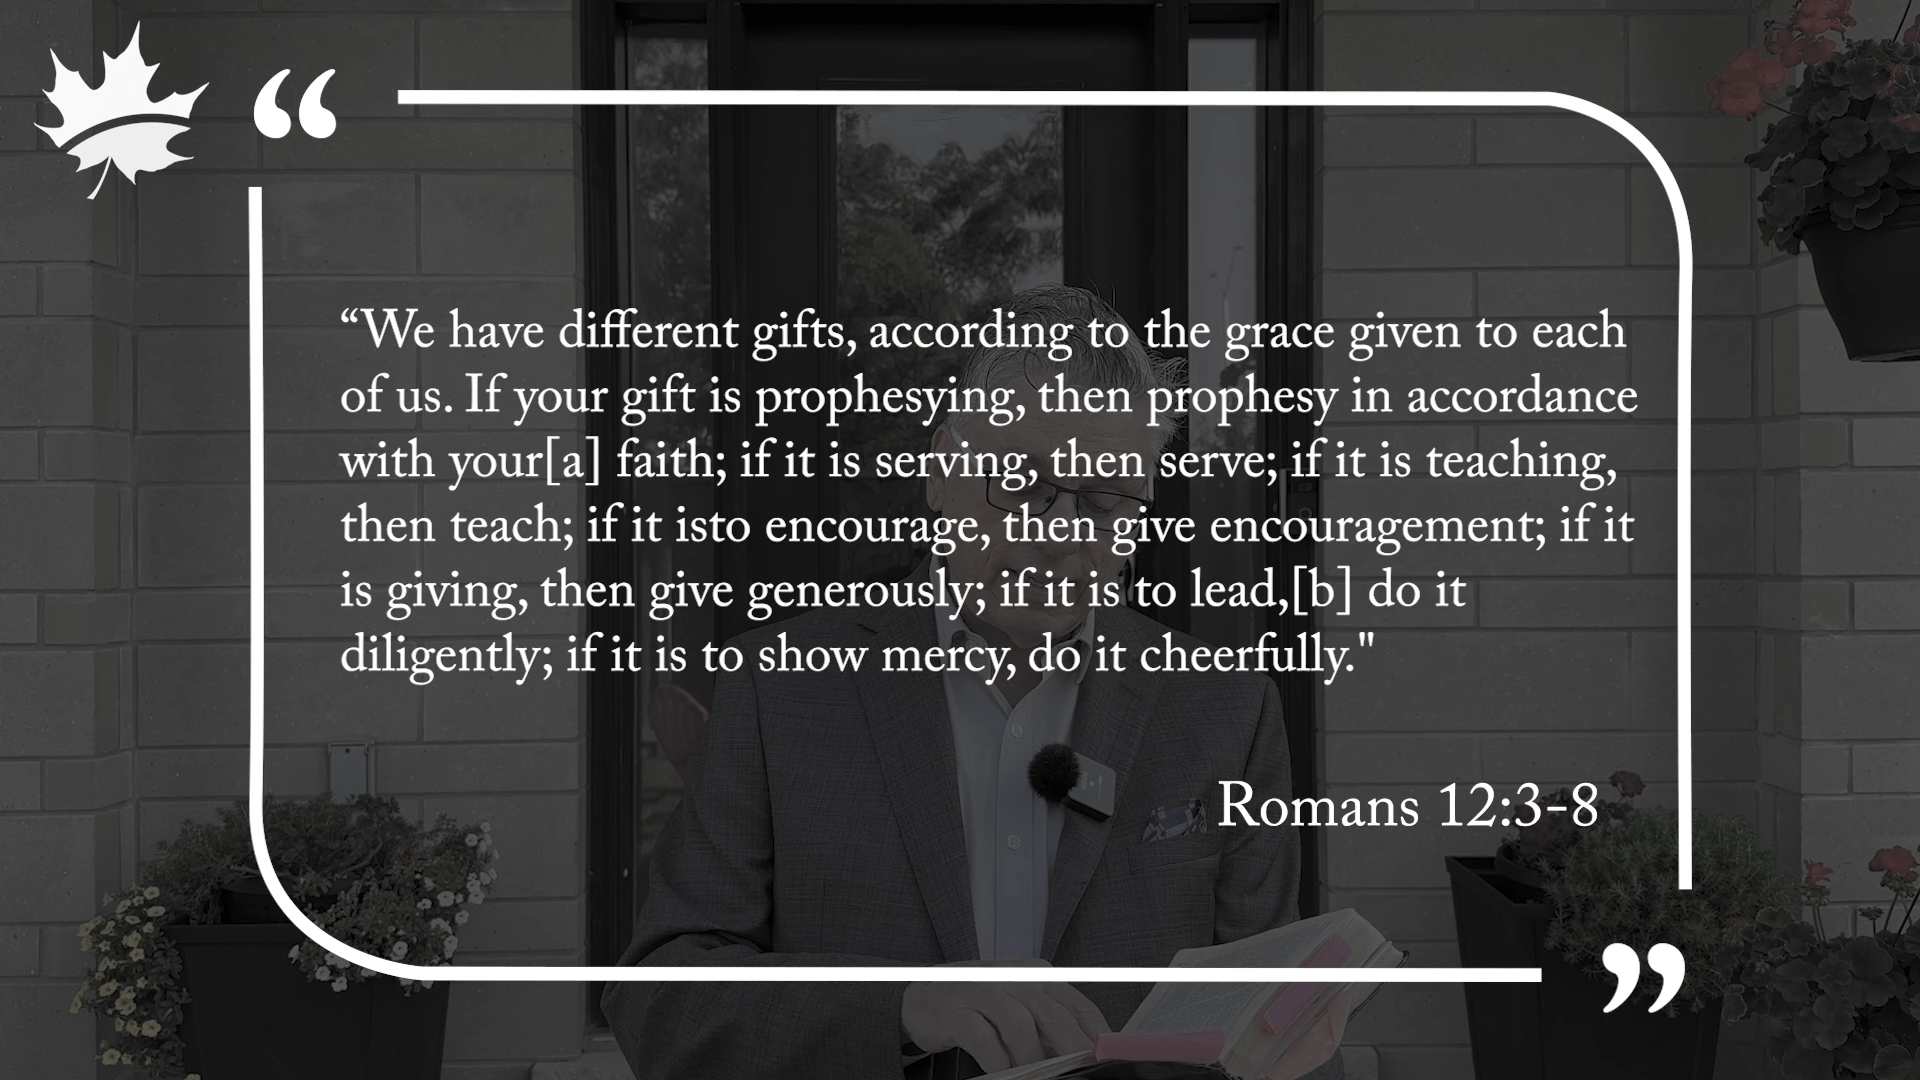 “We have different gifts, according to the grace given to each
of us. If your gift is prophesying, then prophesy in accordance
with your[a] faith; if it is serving, then serve; if it is teaching,
then teach; if it isto encourage, then give encouragement; if it
is giving, then give generously; if it is to lead,[b] do it
diligently; if it is to show mercy, do it cheerfully."
Romans 12:3-8